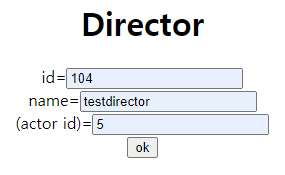 Director
id=104
name=testdirector
(actor id)=5
ok